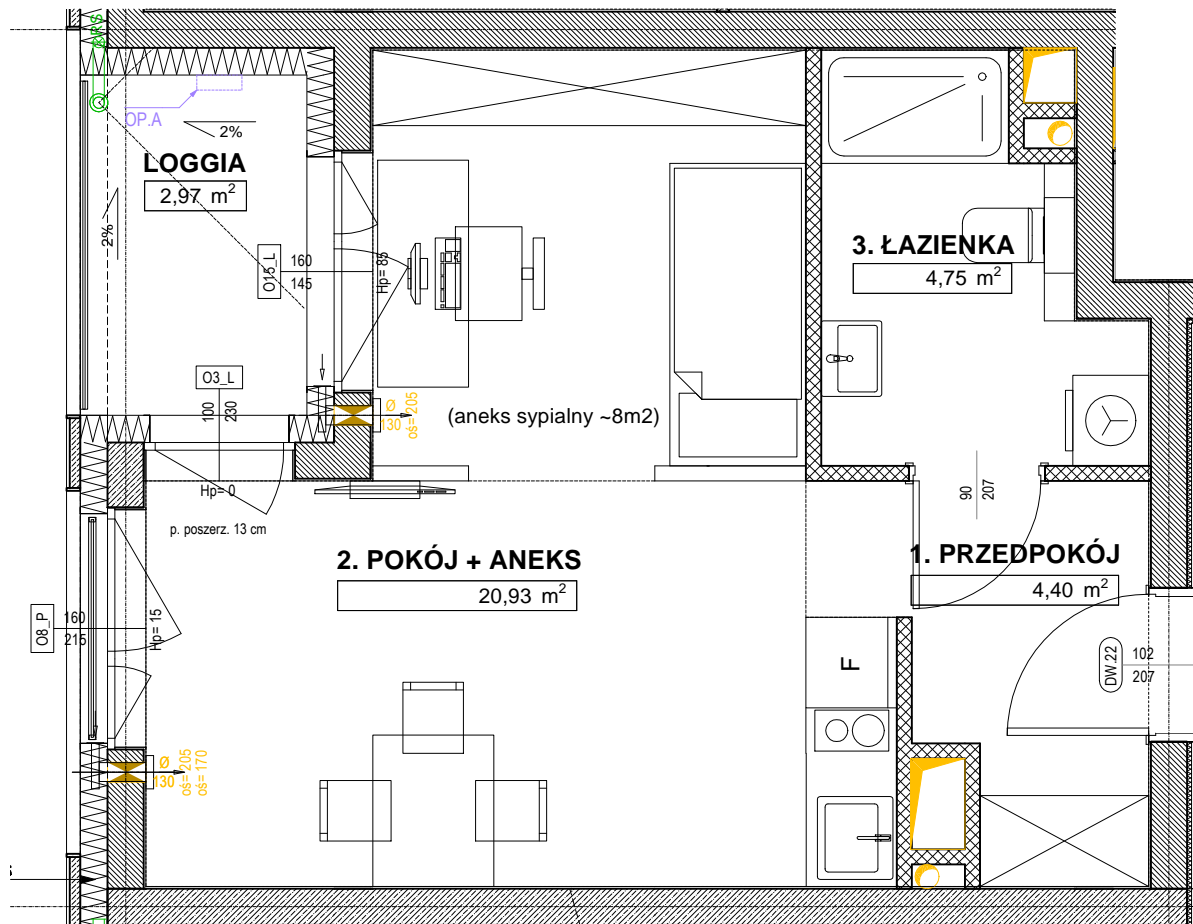 OP.A
2%
LOGGIA
2,97 m²
2%
O15_L
160
145
Hp= 85
3. ŁAZIENKA
4,75 m²
O3_L
100
230
Ø
130
oś= 205
(aneks sypialny ~8m2)
Hp= 0
p. poszerz. 13 cm
90
207
2. POKÓJ + ANEKS
20,93 m²
1. PRZEDPOKÓJ
4,40 m²
O8_P
160
215
Hp= 15
F
DW.22
102
207
Ø
130
oś= 205
oś= 170